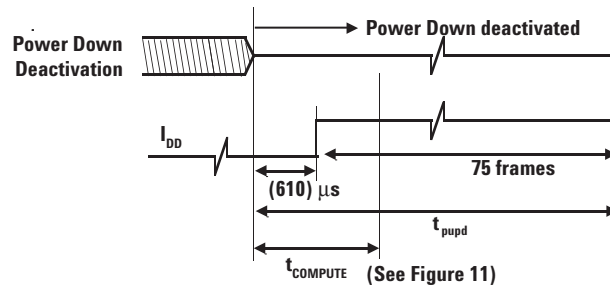 Power Down deactivated
Power Down
Deactivation
IDD
75 frames
(610) µs
tpupd
tCOMPUTE (See Figure 11)